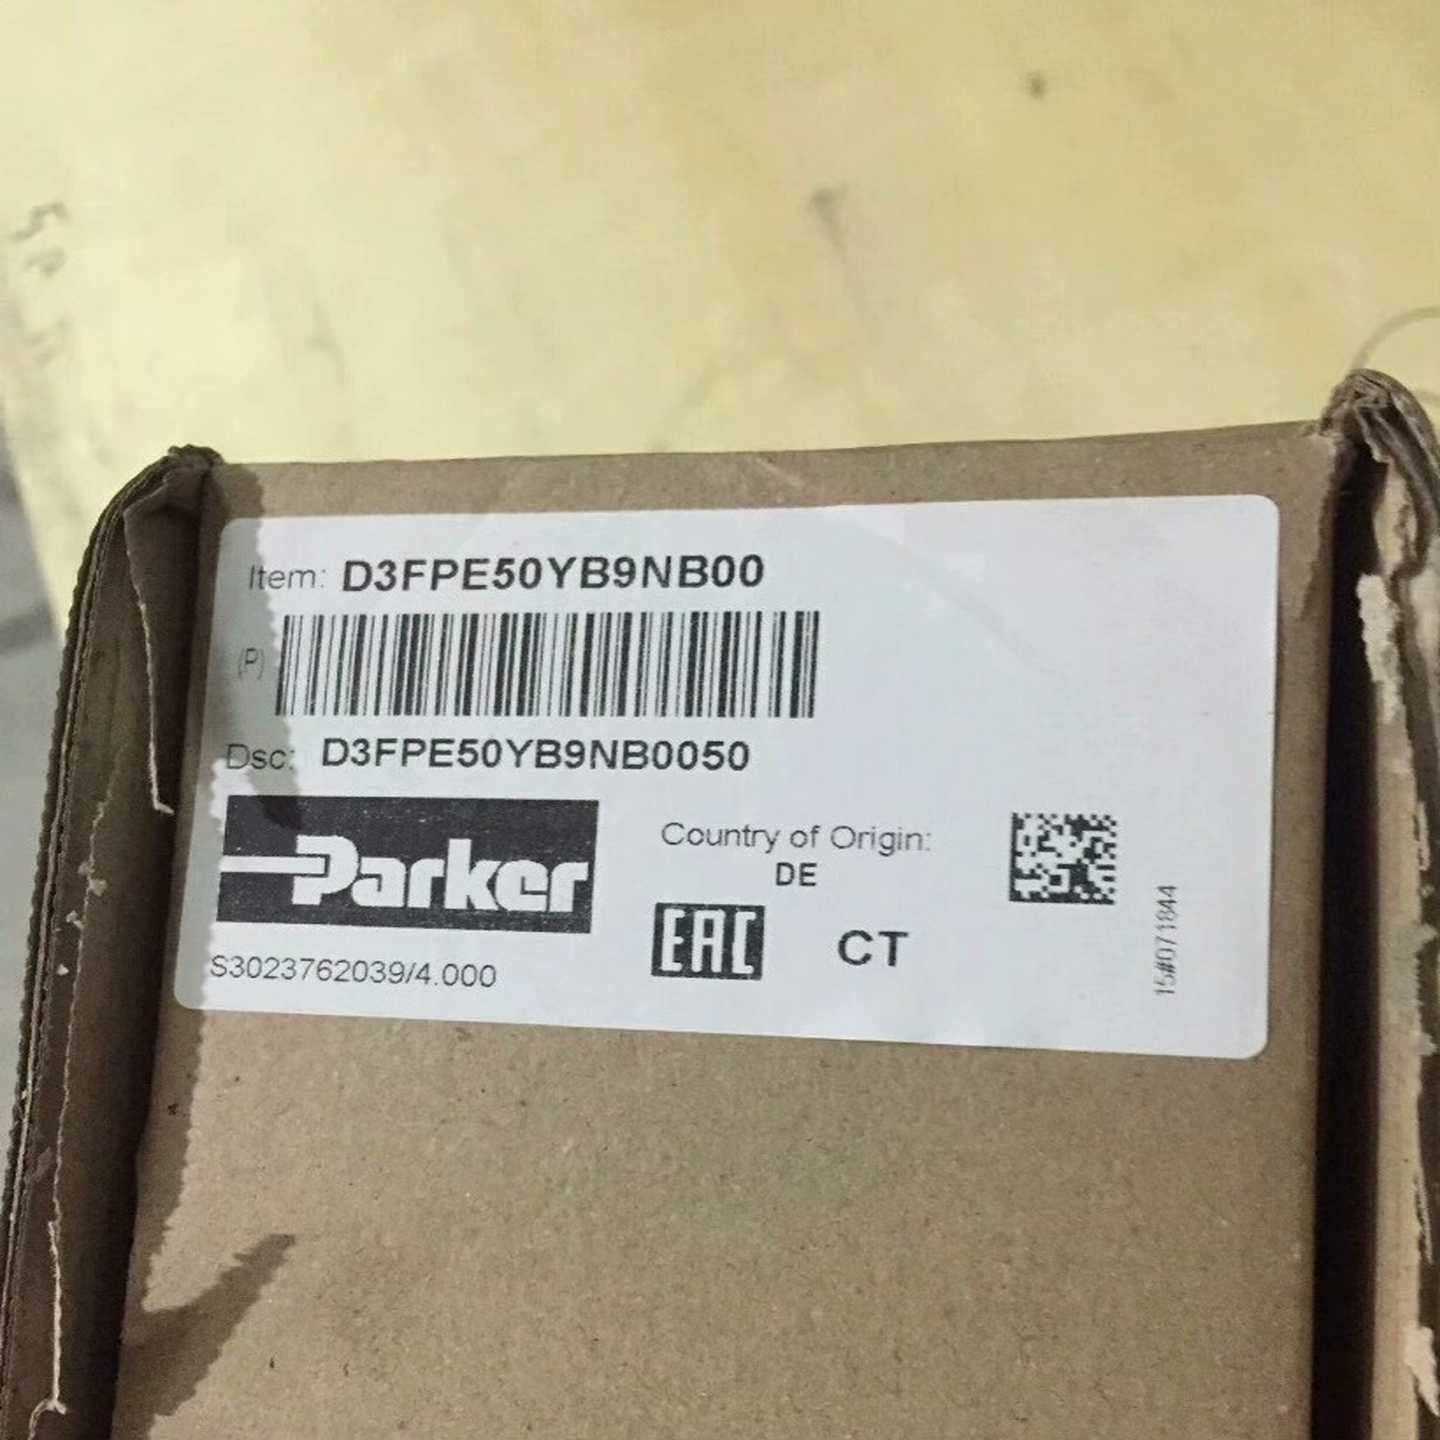 Item: D3FPE50YB9NB00
(P)
Dsc: D3FPE50YB9NB0050
Parker
Country of Origin:
DE
EAC
CT
S3023762039/4.000
15#071844